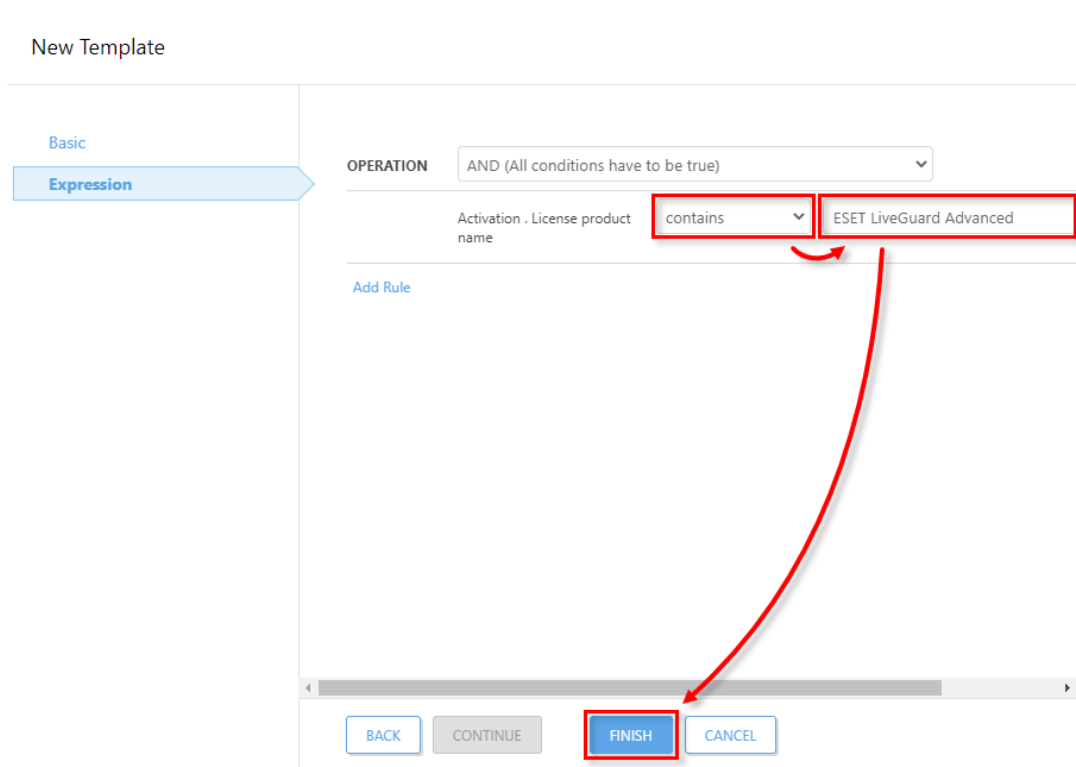 New Template
Basic
Expression
OPERATION
AND (All conditions have to be true)
Activation . License product
name
contains
ESET LiveGuard Advanced
Add Rule
BACK
CONTINUE
FINISH
CANCEL